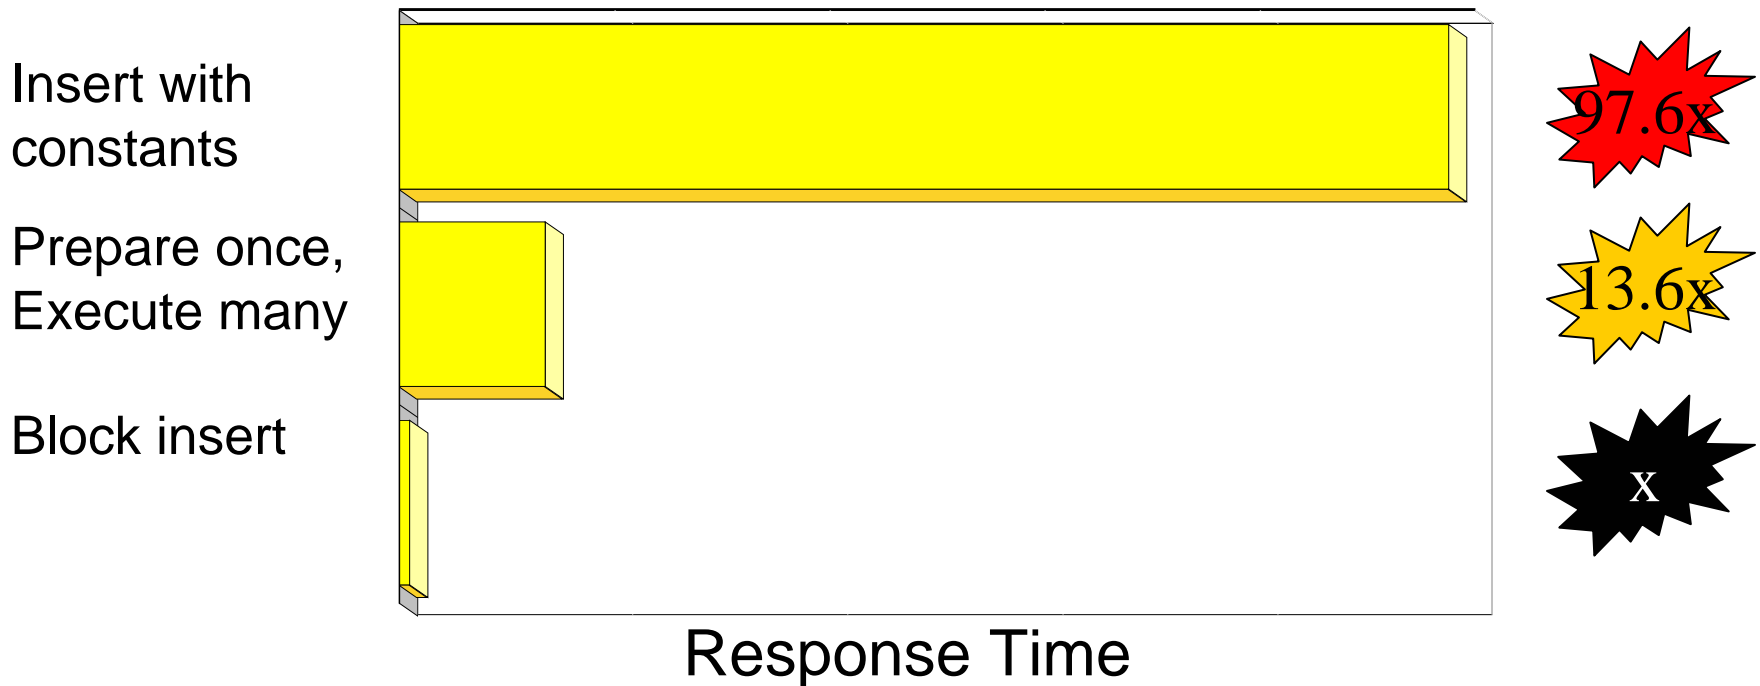 Insert with
constants
97.6x
Prepare once,
Execute many
13.6x
Block insert
x
Response Time